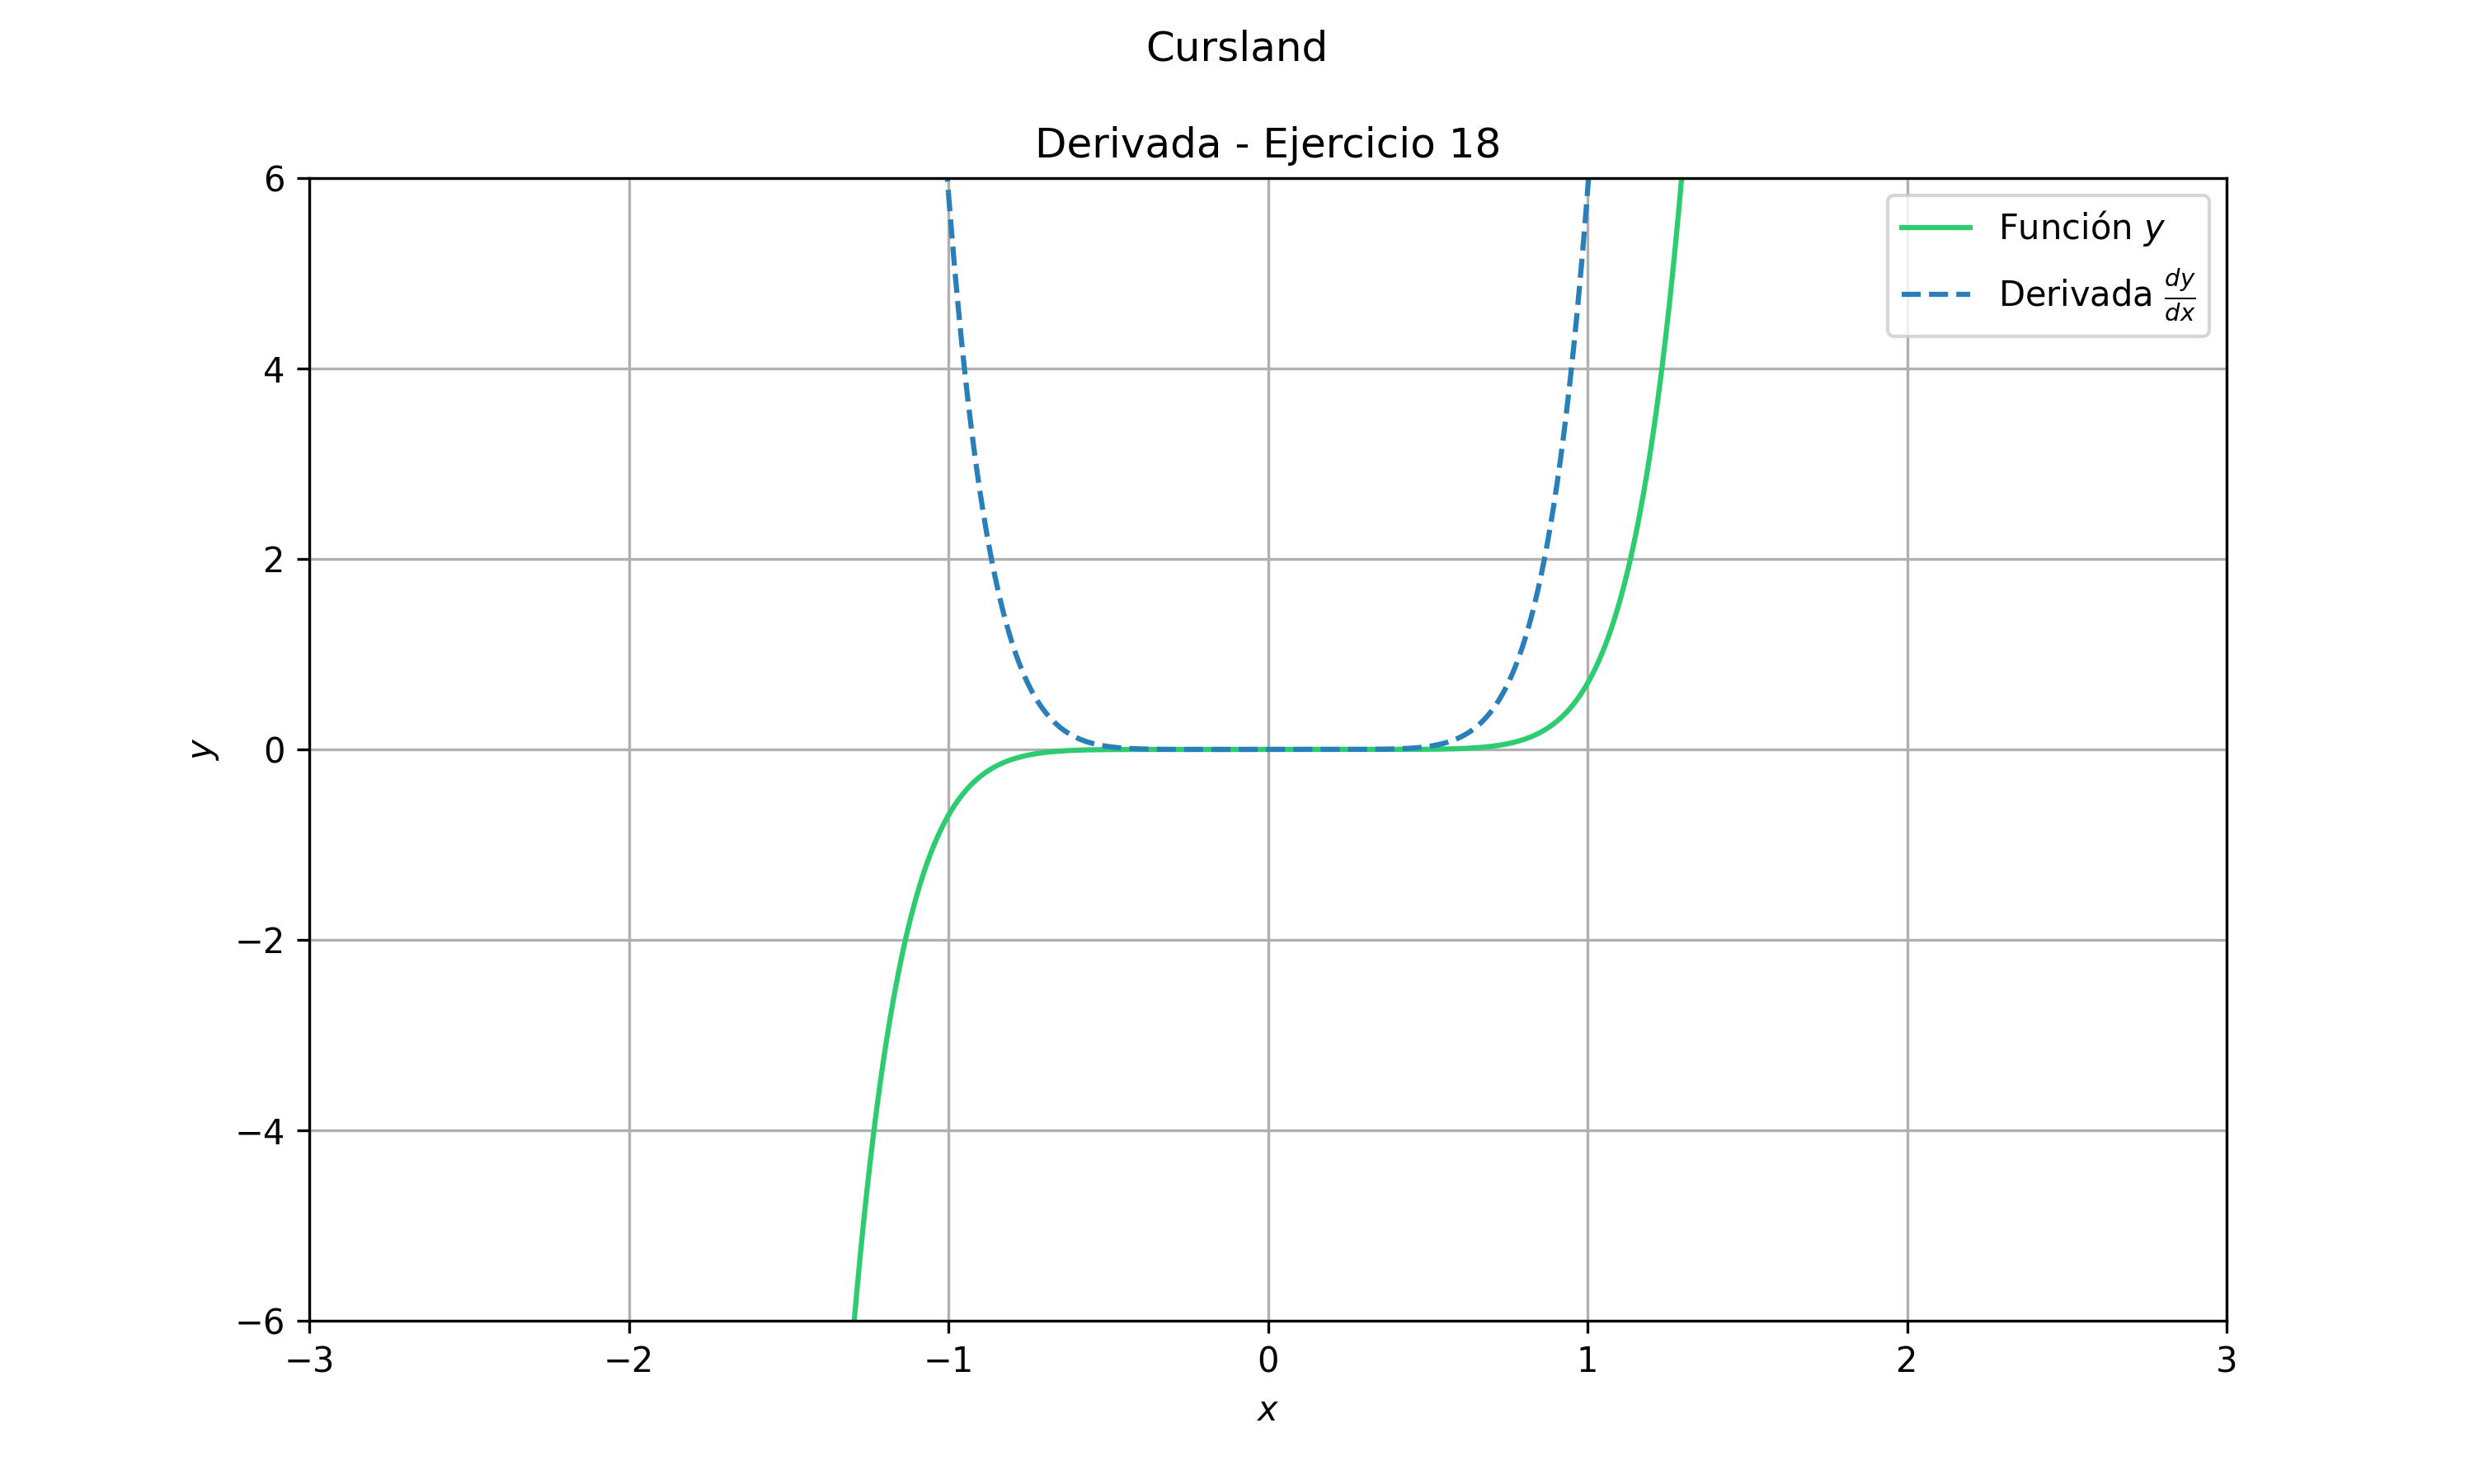 Cursland
Derivada - Ejercicio 18
6
4
2
0
−2
−4
−6
y
−3 −2 −1 0 1 2 3
x
Función y
Derivada dy/dx